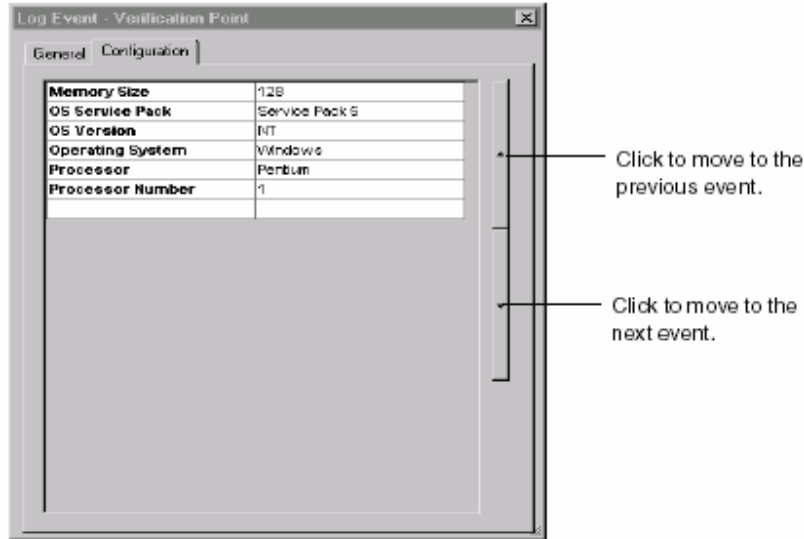 Log Event - Verification Point
General Configuration
Memory Size 128
OS Service Pack Service Pack 6
OS Version NT
Operating System Windows
Processor Pentium
Processor Number 1
Click to move to the
previous event.
Click to move to the
next event.